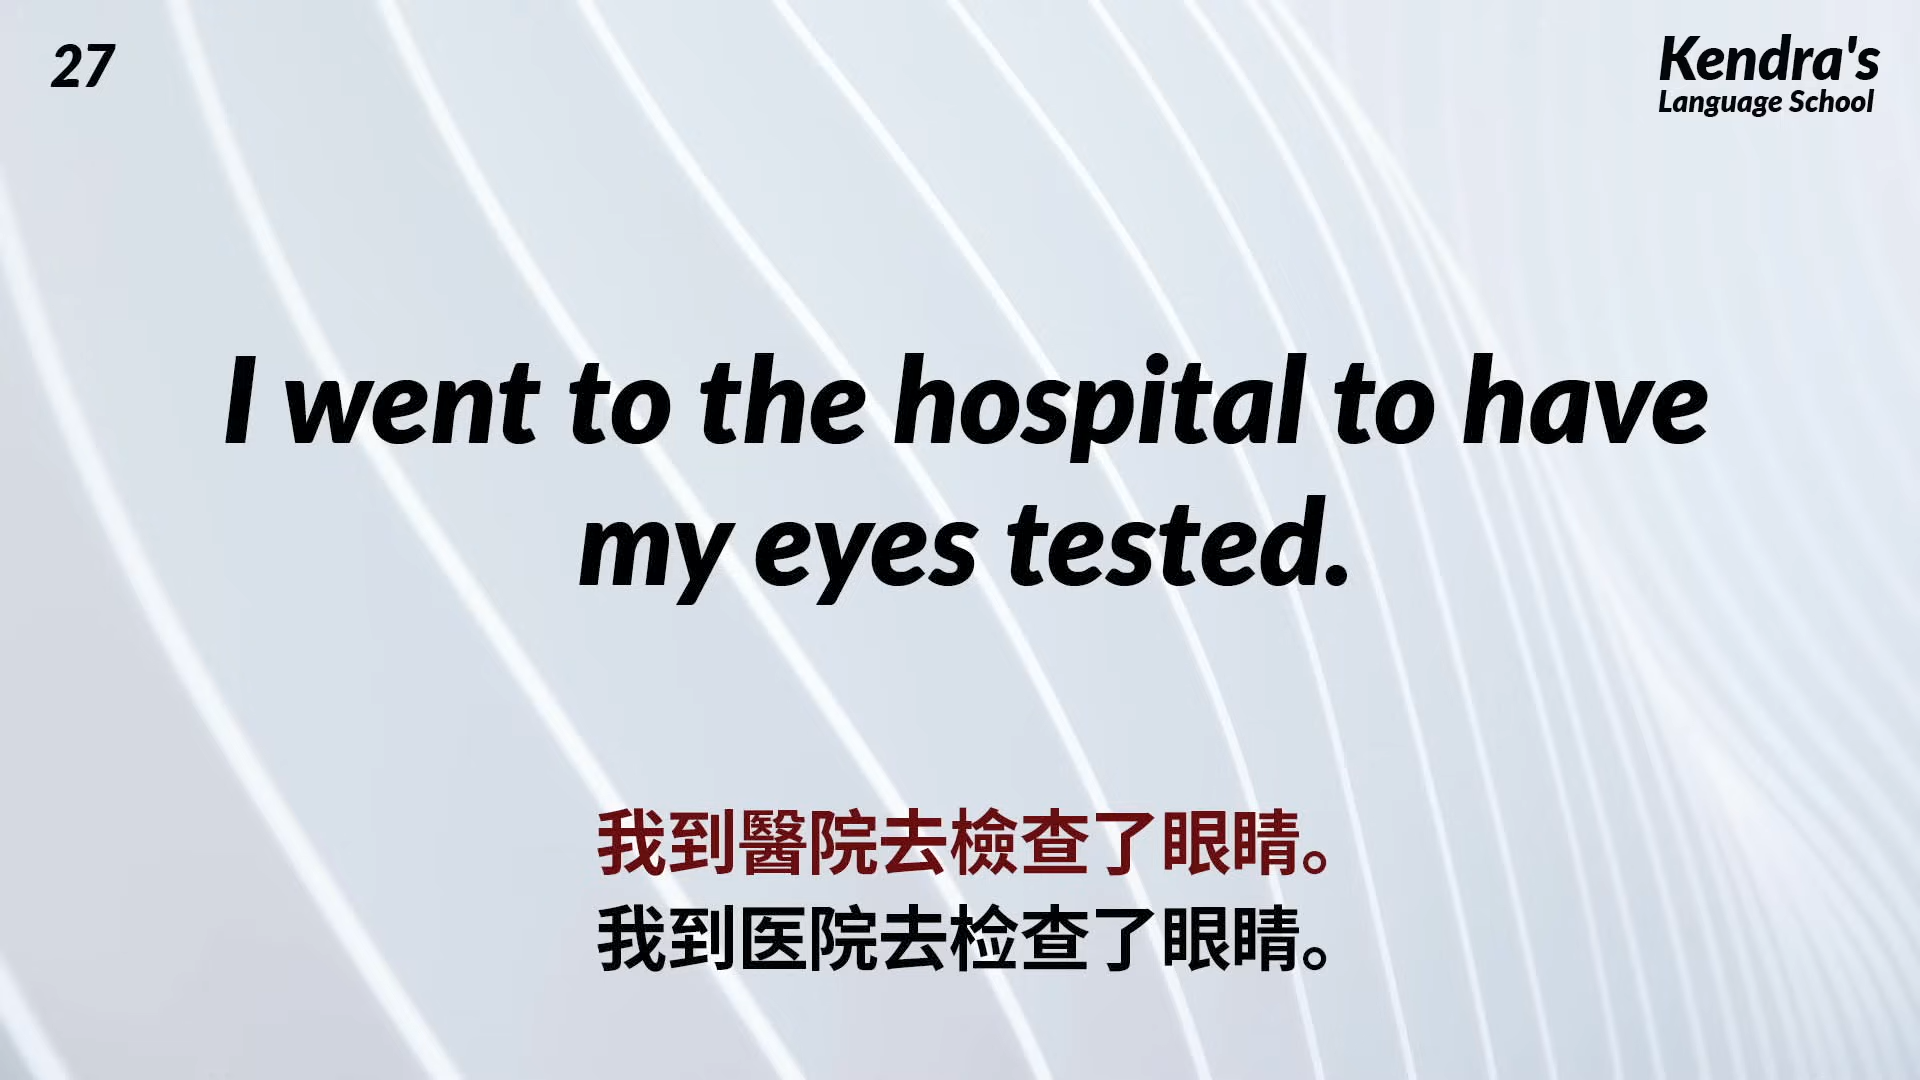 27
Kendra's
Language School
I went to the hospital to have
my eyes tested.
我到醫院去檢查了眼睛。
我到医院去检查了眼睛。